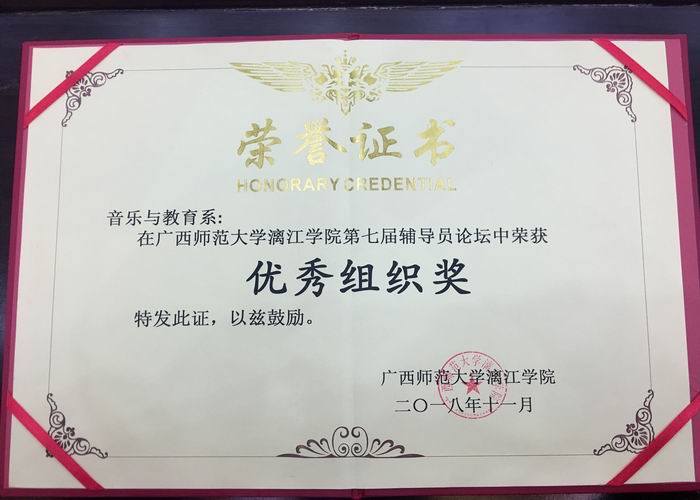 荣誉证书
HONORARY CREDENTIAL
音乐与教育系:
在广西师范大学漓江学院第七届辅导员论坛中荣获
优秀组织奖
特发此证，以兹鼓励。
广西师范大学漓江学院
二〇一八年十一月